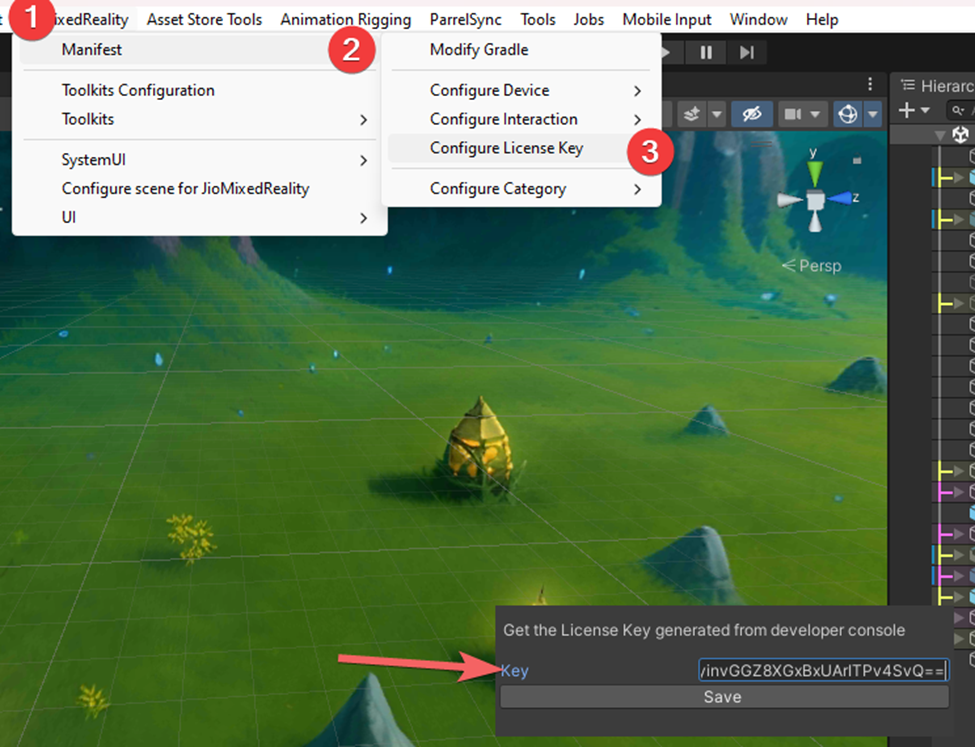 1 ixedReality Asset Store Tools Animation Rigging ParrelSync Tools Jobs Mobile Input Window Help
Manifest 2
Toolkits Configuration
Toolkits
SystemUI
Configure scene for JioMixedReality
UI
Modify Gradle
Configure Device
Configure Interaction
Configure License Key 3
Configure Category
Hierarc
y
z
Persp
Get the License Key generated from developer console
Key /invGGZ8XGxBxUArITPv4SvQ==
Save